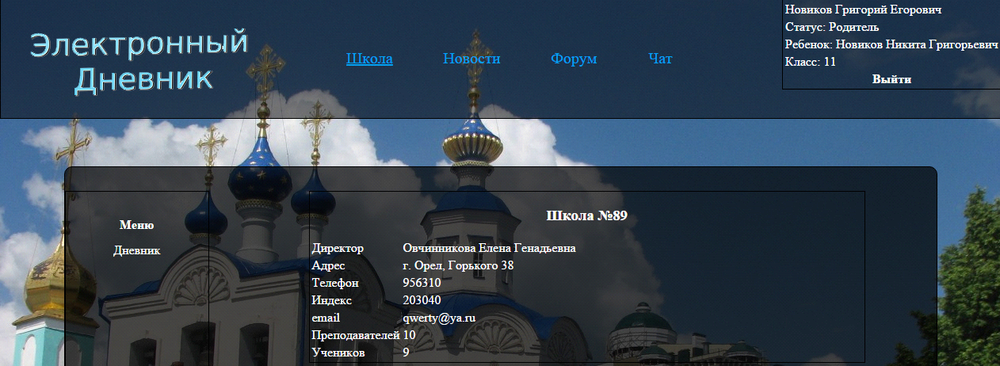 Электронный
Дневник
Школа Новости Форум Чат
Новиков Григорий Егорович
Статус: Родитель
Ребенок: Новиков Никита Григорьевич
Класс: 11
Выйти
Меню
Дневник
Школа №89
Директор Овчинникова Елена Генадьевна
Адрес г. Орел, Горького 38
Телефон 956310
Индекс 203040
email qwerty@ya.ru
Преподавателей 10
Учеников 9